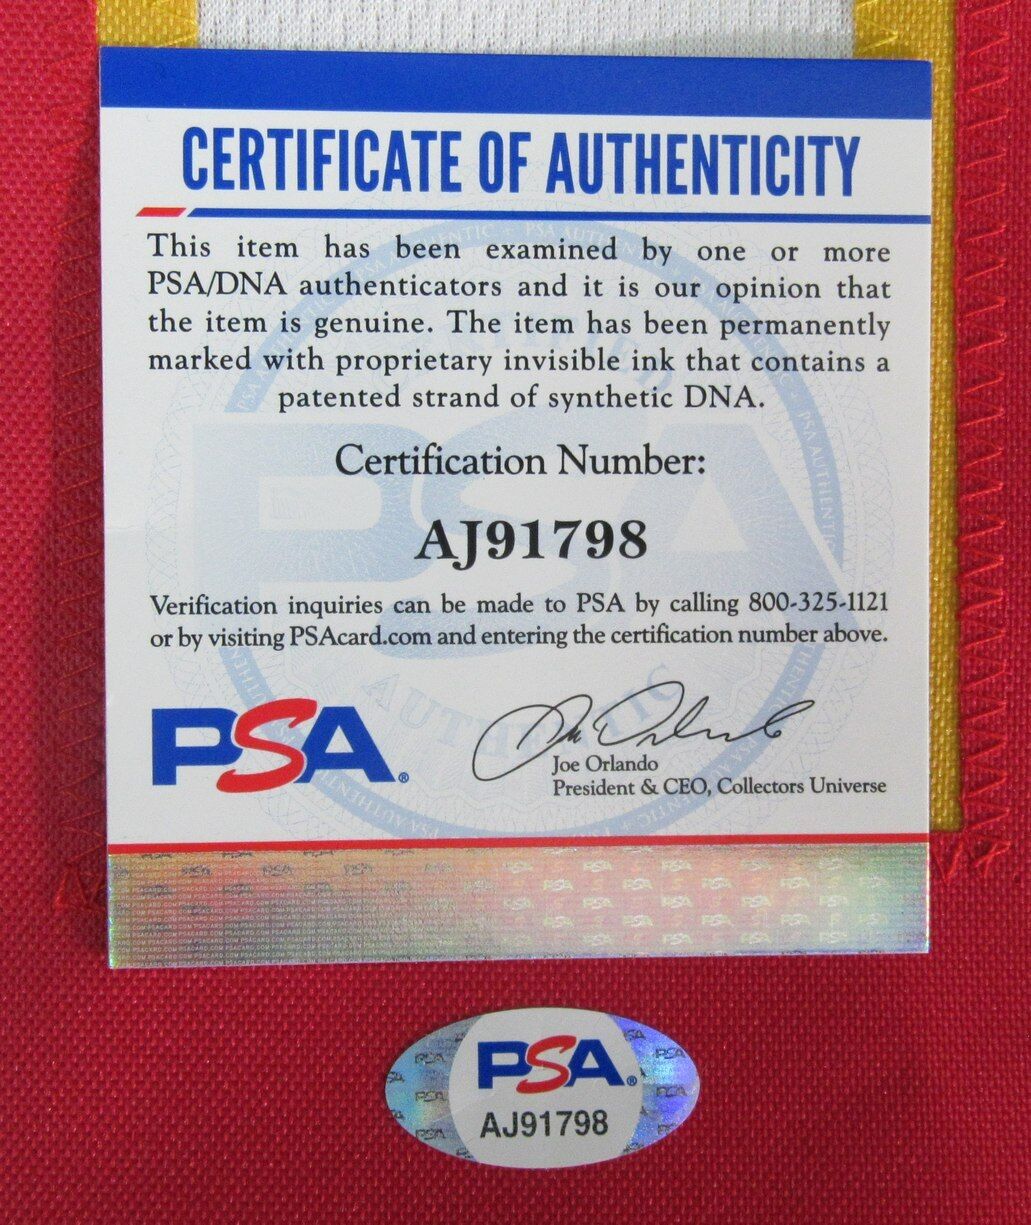 CERTIFICATE OF AUTHENTICITY
This item has been examined by one or more
PSA/DNA authenticators and it is our opinion that
the item is genuine. The item has been permanently
marked with proprietary invisible ink that contains a
patented strand of synthetic DNA.
Certification Number:
AJ91798
Verification inquiries can be made to PSA by calling 800-325-1121
or by visiting PSAcard.com and entering the certification number above.
PSA®
Joe Orlando
President & CEO, Collectors Universe
PSA®
AJ91798